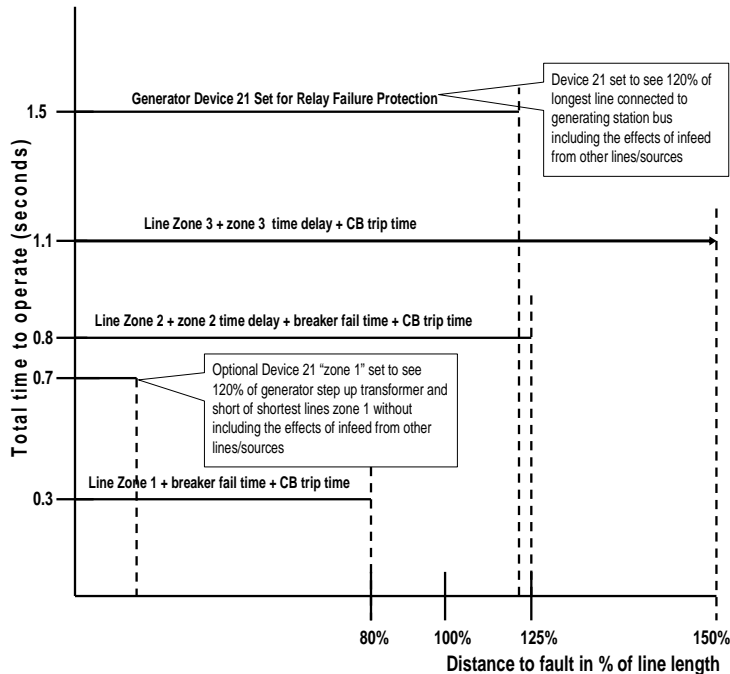 Generator Device 21 Set for Relay Failure Protection
Device 21 set to see 120% of
longest line connected to
generating station bus
including the effects of infeed
from other lines/sources
1.5
Line Zone 3 + zone 3 time delay + CB trip time
1.1
Line Zone 2 + zone 2 time delay + breaker fail time + CB trip time
0.8
0.7
Optional Device 21 “zone 1” set to see
120% of generator step up transformer and
short of shortest lines zone 1 without
including the effects of infeed from other
lines/sources
Line Zone 1 + breaker fail time + CB trip time
0.3
Total time to operate (seconds)
80%
100%
125%
150%
Distance to fault in % of line length